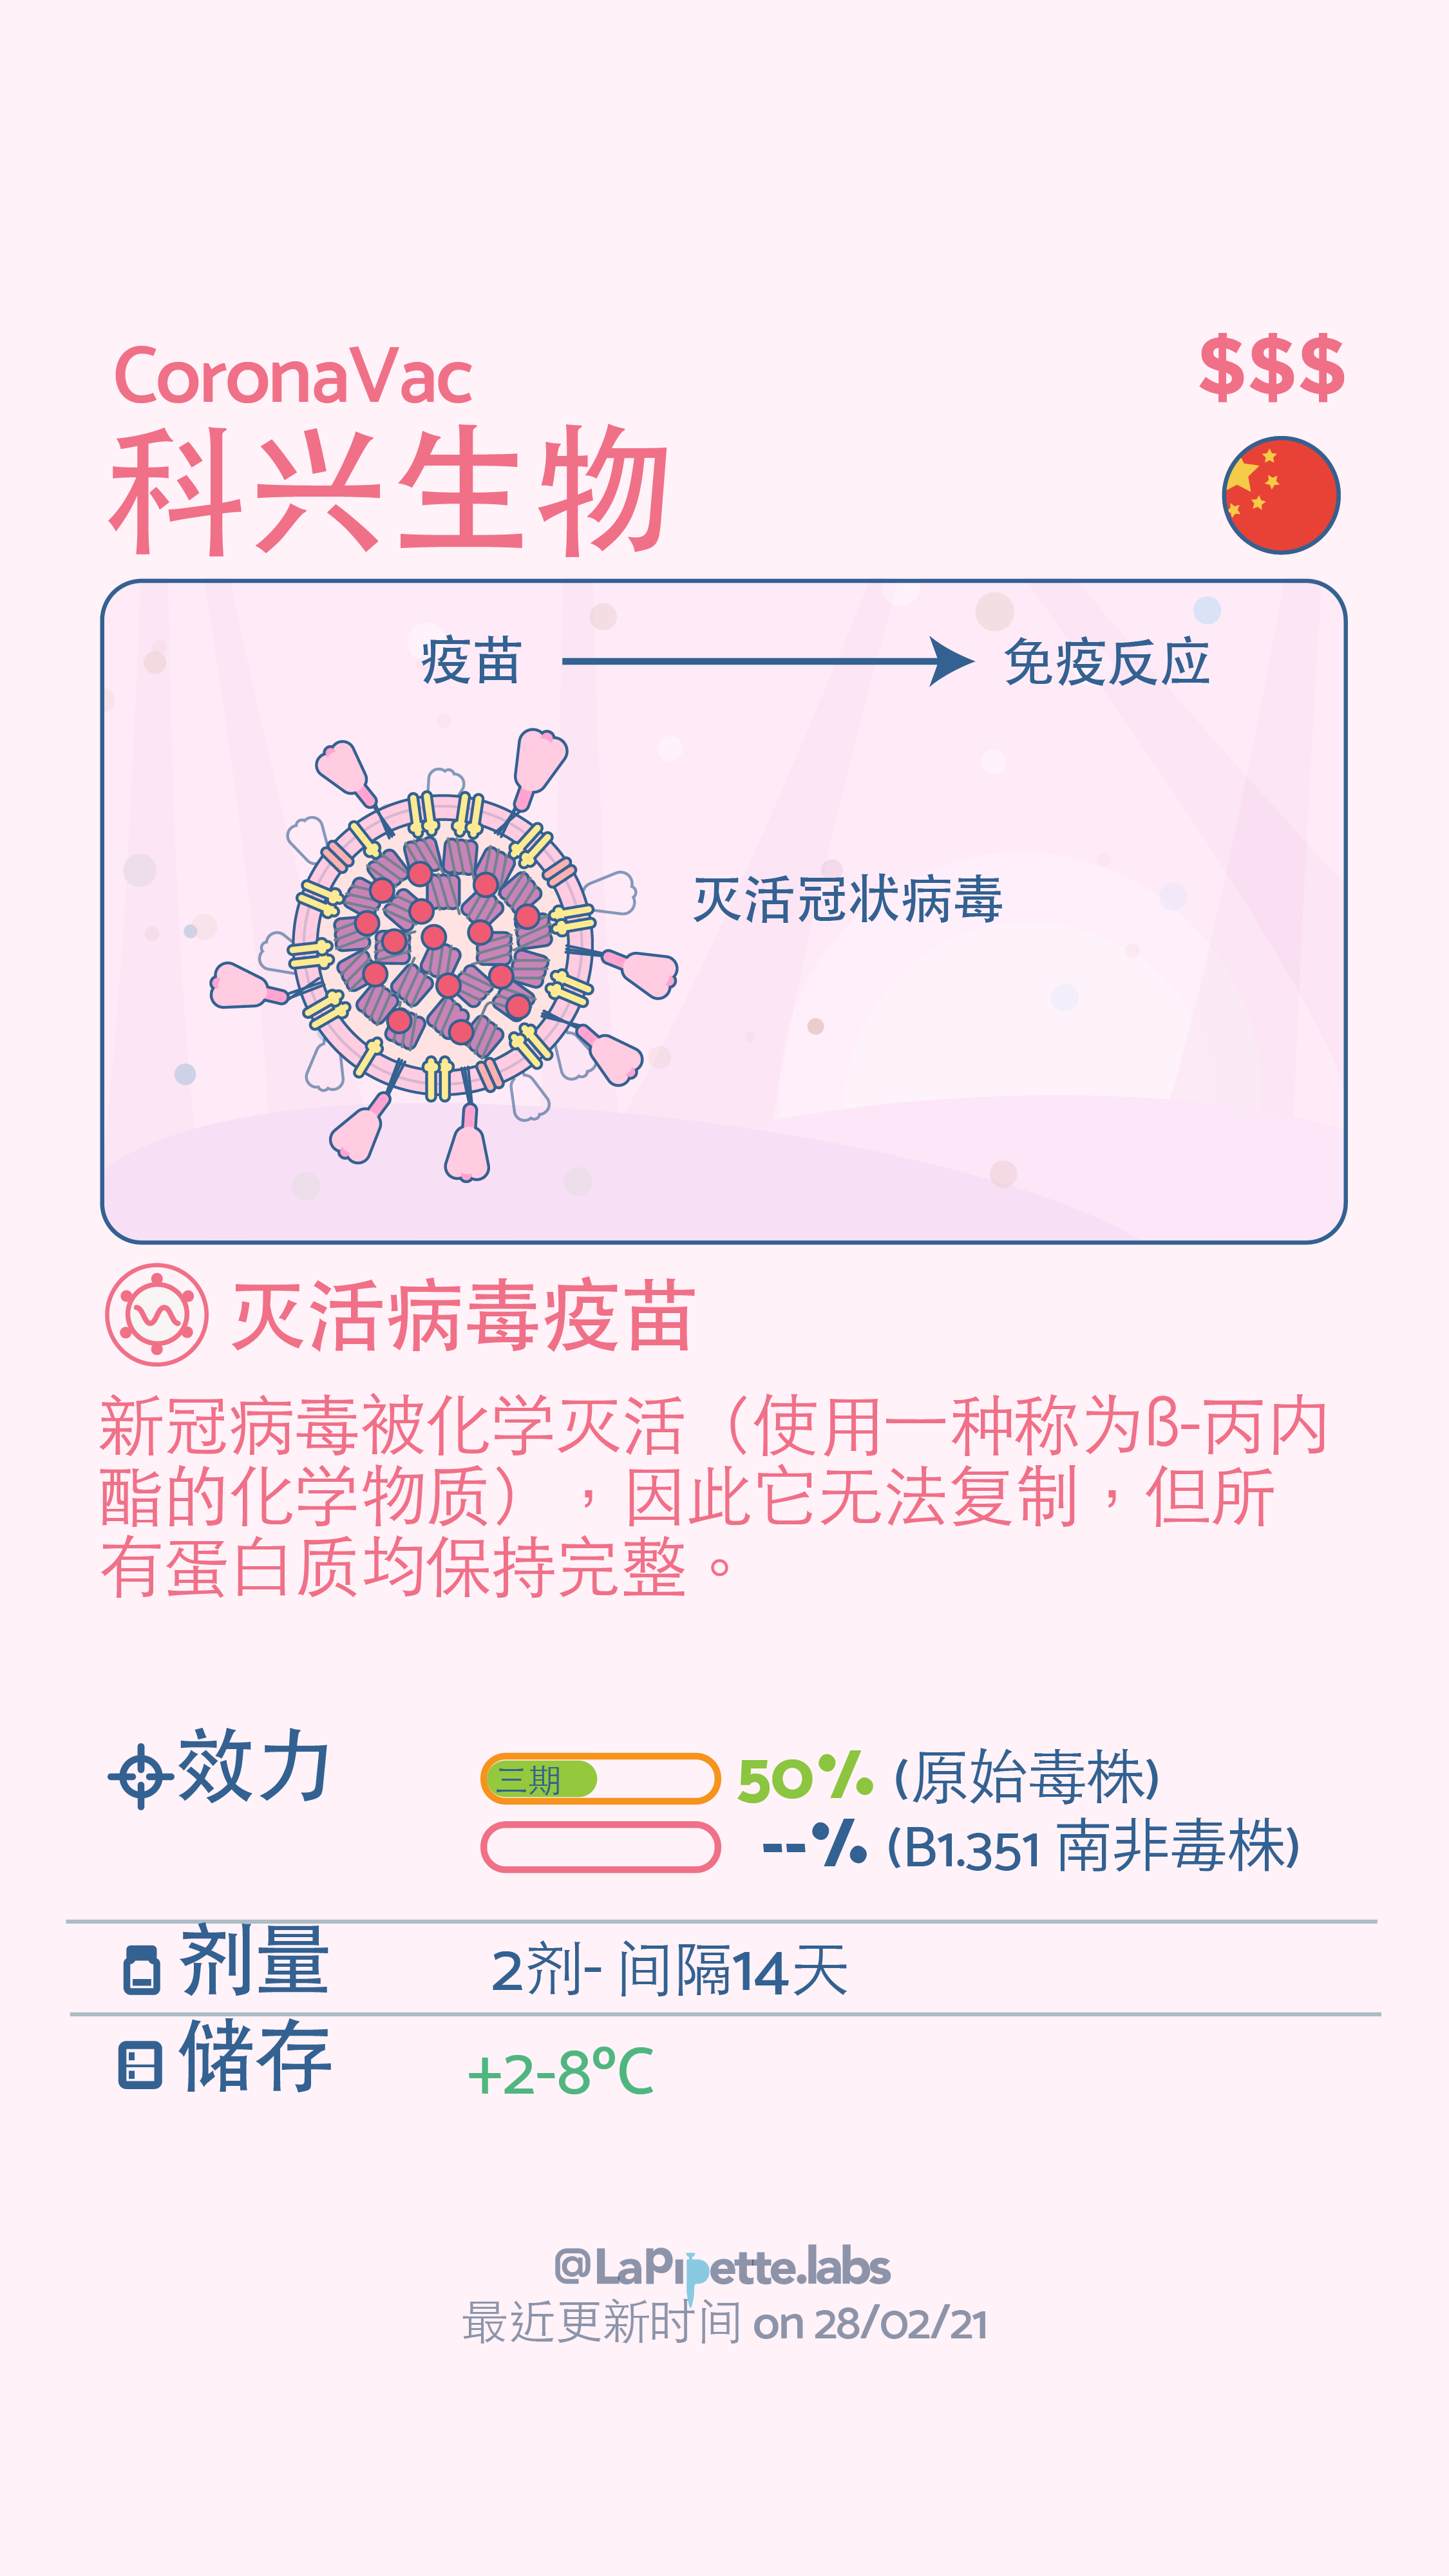 CoronaVac
$$$
科兴生物
疫苗
免疫反应
灭活冠状病毒
灭活病毒疫苗
新冠病毒被化学灭活（使用一种称为ß-丙内
酯的化学物质），因此它无法复制，但所
有蛋白质均保持完整。
效力
三期
50% (原始毒株)
--% (B1.351 南非毒株)
剂量
2剂- 间隔14天
储存
+2-8ºC
@Lapipette.labs
最近更新时间 on 28/02/21